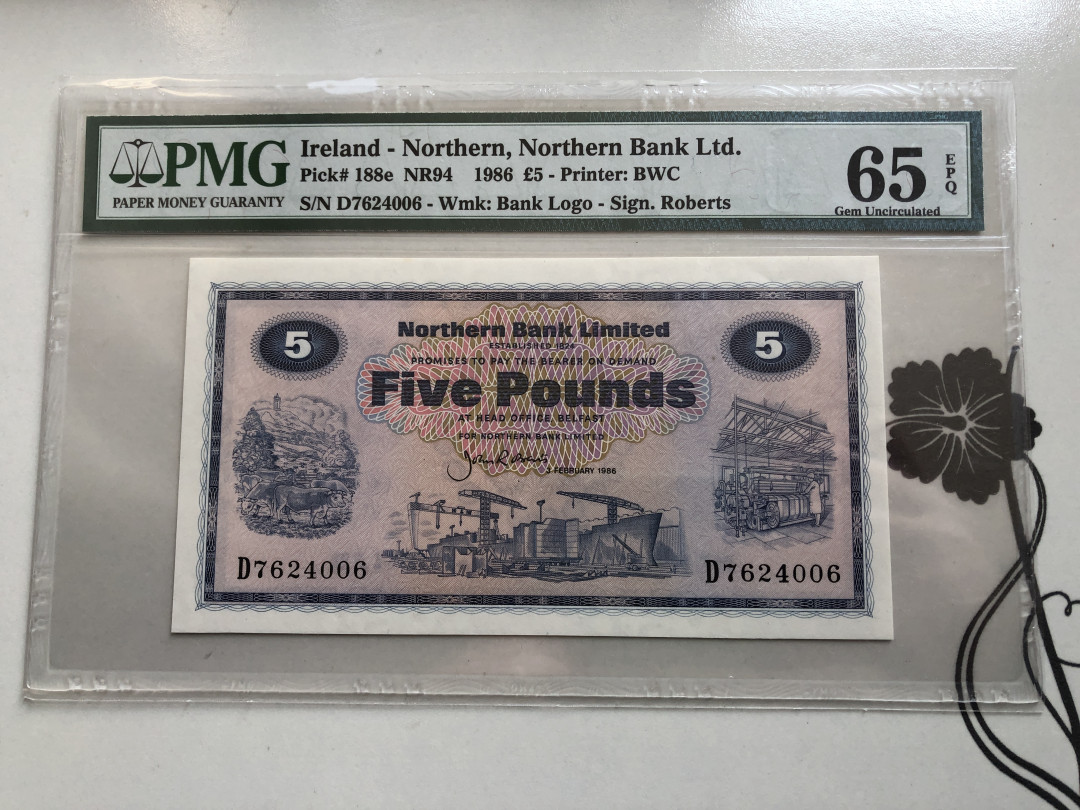 PMG
PAPER MONEY GUARANTY
Ireland - Northern, Northern Bank Ltd.
Pick# 188e NR94 1986 £5 - Printer: BWC
S/N D7624006 - Wmk: Bank Logo - Sign. Roberts
65 EPQ
Gem Uncirculated
5 5
Northern Bank Limited
ESTABLISHED 1824
PROMISES TO PAY THE BEARER ON DEMAND
Five Pounds
AT HEAD OFFICE BELFAST
FOR NORTHERN BANK LIMITED
3 FEBRUARY 1986
D7624006 D7624006